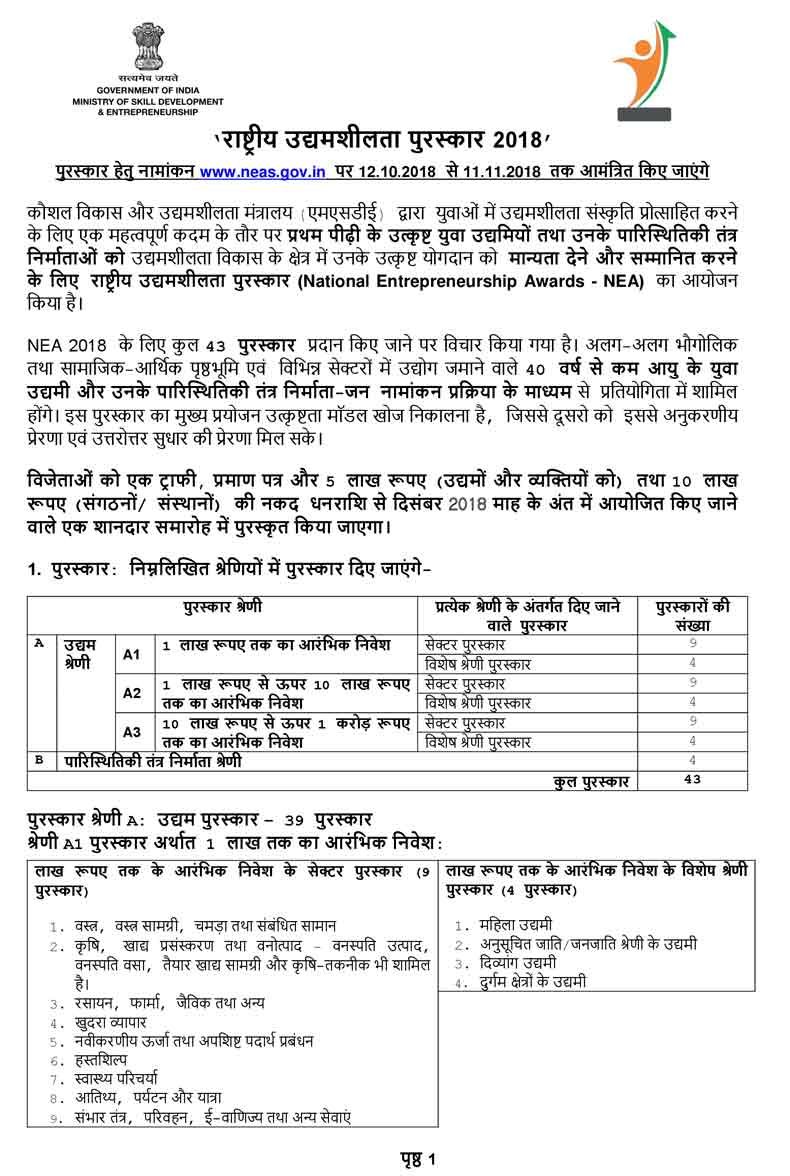 सत्यमेव जयते
GOVERNMENT OF INDIA
MINISTRY OF SKILL DEVELOPMENT
& ENTREPRENEURSHIP
‘राष्ट्रीय उद्यमशीलता पुरस्कार 2018’
पुरस्कार हेतु नामांकन www.neas.gov.in पर 12.10.2018 से 11.11.2018 तक आमंत्रित किए जाएंगे
कौशल विकास और उद्यमशीलता मंत्रालय (एमएसडीई) द्वारा युवाओं में उद्यमशीलता संस्कृति प्रोत्साहित करने
के लिए एक महत्वपूर्ण कदम के तौर पर प्रथम पीढ़ी के उत्कृष्ट युवा उद्यमियों तथा उनके पारिस्थितिकी तंत्र
निर्माताओं को उद्यमशीलता विकास के क्षेत्र में उनके उत्कृष्ट योगदान को मान्यता देने और सम्मानित करने
के लिए राष्ट्रीय उद्यमशीलता पुरस्कार (National Entrepreneurship Awards - NEA) का आयोजन
किया है।
NEA 2018 के लिए कुल 43 पुरस्कार प्रदान किए जाने पर विचार किया गया है। अलग-अलग भौगोलिक
तथा सामाजिक-आर्थिक पृष्ठभूमि एवं विभिन्न सेक्टरों में उद्योग जमाने वाले 40 वर्ष से कम आयु के युवा
उद्यमी और उनके पारिस्थितिकी तंत्र निर्माता-जन नामांकन प्रक्रिया के माध्यम से प्रतियोगिता में शामिल
होंगे। इस पुरस्कार का मुख्य प्रयोजन उत्कृष्टता मॉडल खोज निकालना है, जिससे दूसरो को इससे अनुकरणीय
प्रेरणा एवं उत्तरोत्तर सुधार की प्रेरणा मिल सके।
विजेताओं को एक ट्राफी, प्रमाण पत्र और 5 लाख रूपए (उद्यमों और व्यक्तियों को) तथा 10 लाख
रूपए (संगठनों/ संस्थानों) की नकद धनराशि से दिसंबर 2018 माह के अंत में आयोजित किए जाने
वाले एक शानदार समारोह में पुरस्कृत किया जाएगा।
1. पुरस्कार: निम्नलिखित श्रेणियों में पुरस्कार दिए जाएंगे-
पुरस्कार श्रेणी प्रत्येक श्रेणी के अंतर्गत दिए जाने पुरस्कारों की
वाले पुरस्कार संख्या
A उद्यम A1 1 लाख रूपए तक का आरंभिक निवेश सेक्टर पुरस्कार 9
श्रेणी विशेष श्रेणी पुरस्कार 4
A2 1 लाख रूपए से ऊपर 10 लाख रूपए सेक्टर पुरस्कार 9
तक का आरंभिक निवेश विशेष श्रेणी पुरस्कार 4
A3 10 लाख रूपए से ऊपर 1 करोड़ रूपए सेक्टर पुरस्कार 9
तक का आरंभिक निवेश विशेष श्रेणी पुरस्कार 4
B पारिस्थितिकी तंत्र निर्माता श्रेणी 4
कुल पुरस्कार 43
पुरस्कार श्रेणी A: उद्यम पुरस्कार – 39 पुरस्कार
श्रेणी A1 पुरस्कार अर्थात 1 लाख तक का आरंभिक निवेश:
लाख रूपए तक के आरंभिक निवेश के सेक्टर पुरस्कार (9
पुरस्कार)
1. वस्त्र, वस्त्र सामग्री, चमड़ा तथा संबंधित सामान
2. कृषि, खाद्य प्रसंस्करण तथा वनोत्पाद - वनस्पति उत्पाद,
वनस्पति वसा, तैयार खाद्य सामग्री और कृषि-तकनीक भी शामिल
है।
3. रसायन, फार्मा, जैविक तथा अन्य
4. खुदरा व्यापार
5. नवीकरणीय ऊर्जा तथा अपशिष्ट पदार्थ प्रबंधन
6. हस्तशिल्प
7. स्वास्थ्य परिचर्या
8. आतिथ्य, पर्यटन और यात्रा
9. संभार तंत्र, परिवहन, ई-वाणिज्य तथा अन्य सेवाएं
लाख रूपए तक के आरंभिक निवेश के विशेष श्रेणी
पुरस्कार (4 पुरस्कार)
1. महिला उद्यमी
2. अनुसूचित जाति/जनजाति श्रेणी के उद्यमी
3. दिव्यांग उद्यमी
4. दुर्गम क्षेत्रों के उद्यमी
पृष्ठ 1